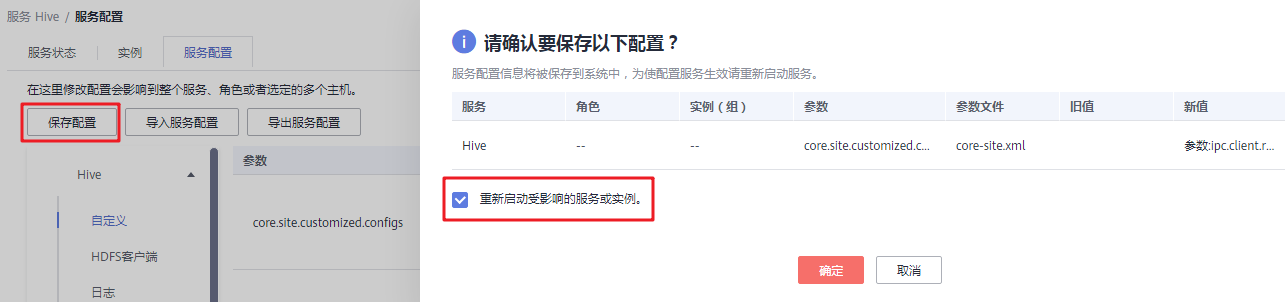 服务 Hive / 服务配置
服务状态 实例 服务配置
在这里修改配置会影响到整个服务、角色或者选定的多个主机。
保存配置 导入服务配置 导出服务配置
Hive
自定义
HDFS客户端
日志
参数
core.site.customized.configs
请确认要保存以下配置？
服务配置信息将被保存到系统中，为使配置服务生效请重新启动服务。
服务 角色 实例（组） 参数 参数文件 旧值 新值
Hive -- -- core.site.customized.c... core-site.xml 参数:ipc.client.r...
重新启动受影响的服务或实例。
确定 取消